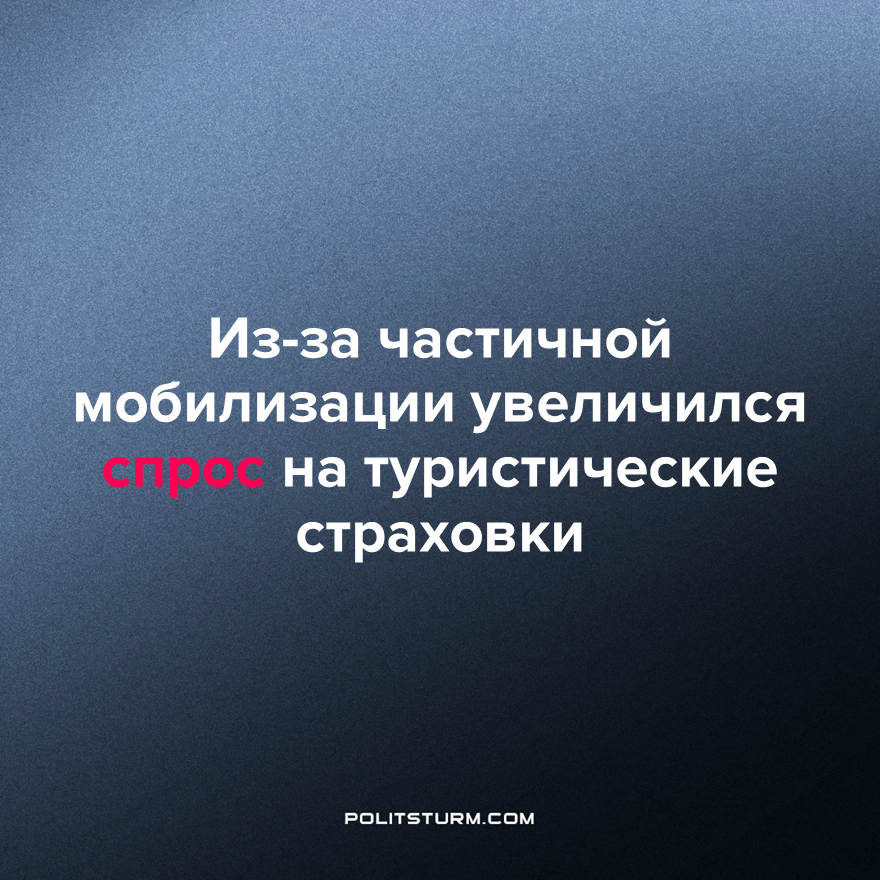 Из-за частичной
мобилизации увеличился
спрос на туристические
страховки
POLITSTURM.COM